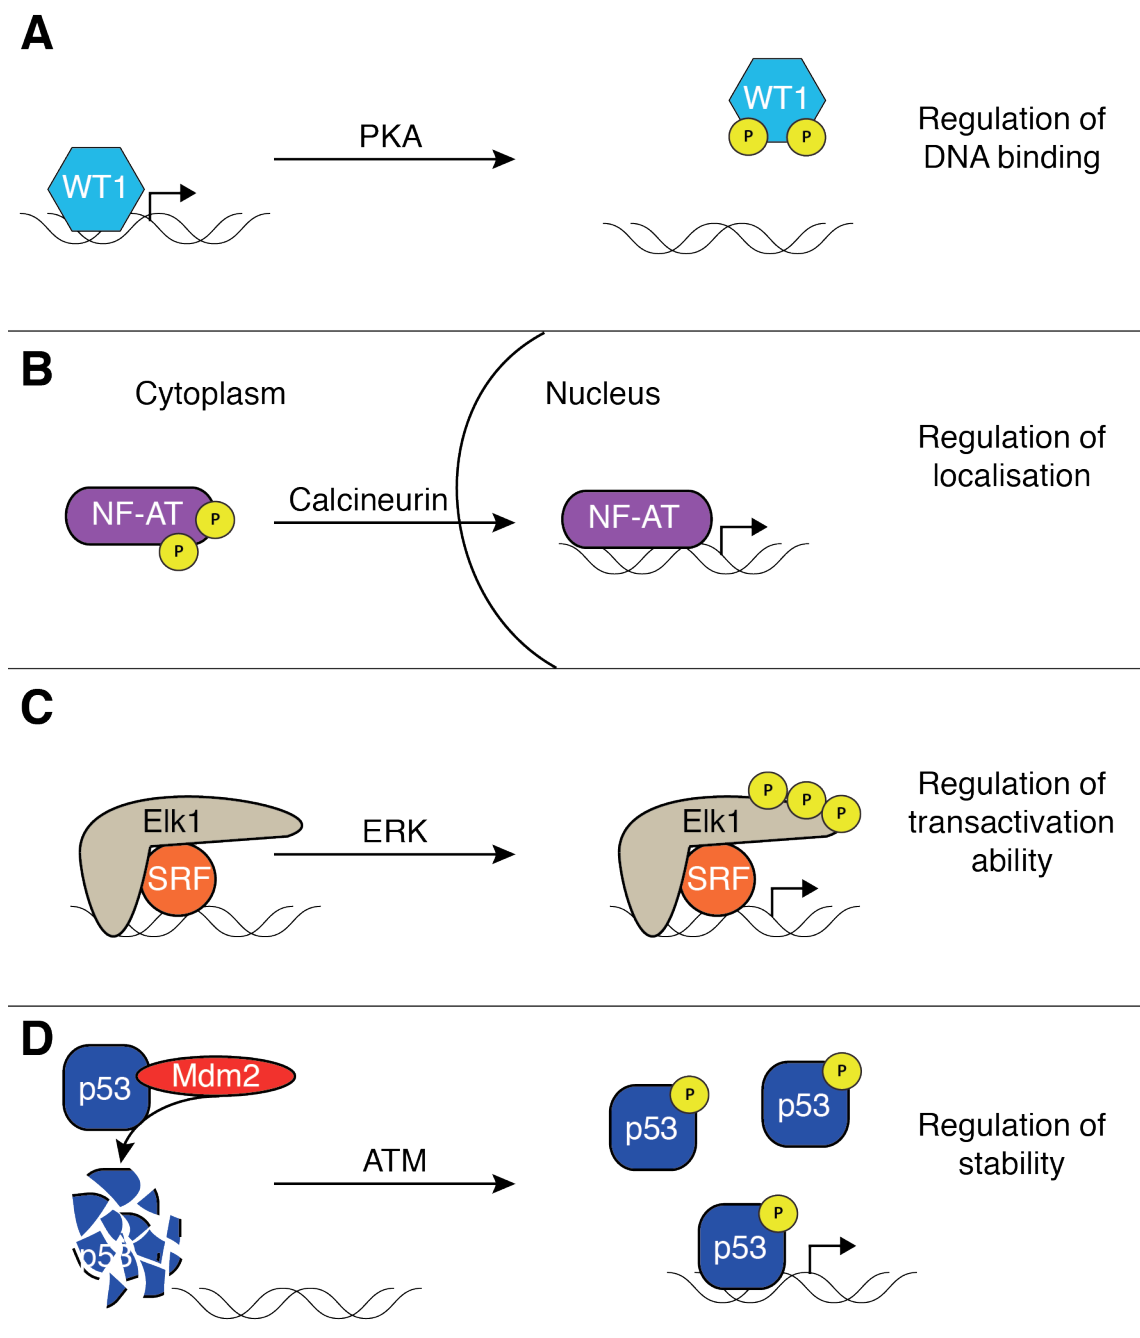 A
WT1
PKA
WT1
P
P
Regulation of
DNA binding
B
Cytoplasm
Nucleus
NF-AT
P
P
Calcineurin
NF-AT
Regulation of
localisation
C
Elk1
SRF
ERK
Elk1
SRF
P
P
P
Regulation of
transactivation
ability
D
p53
Mdm2
p53
ATM
p53
P
p53
P
p53
P
Regulation of
stability